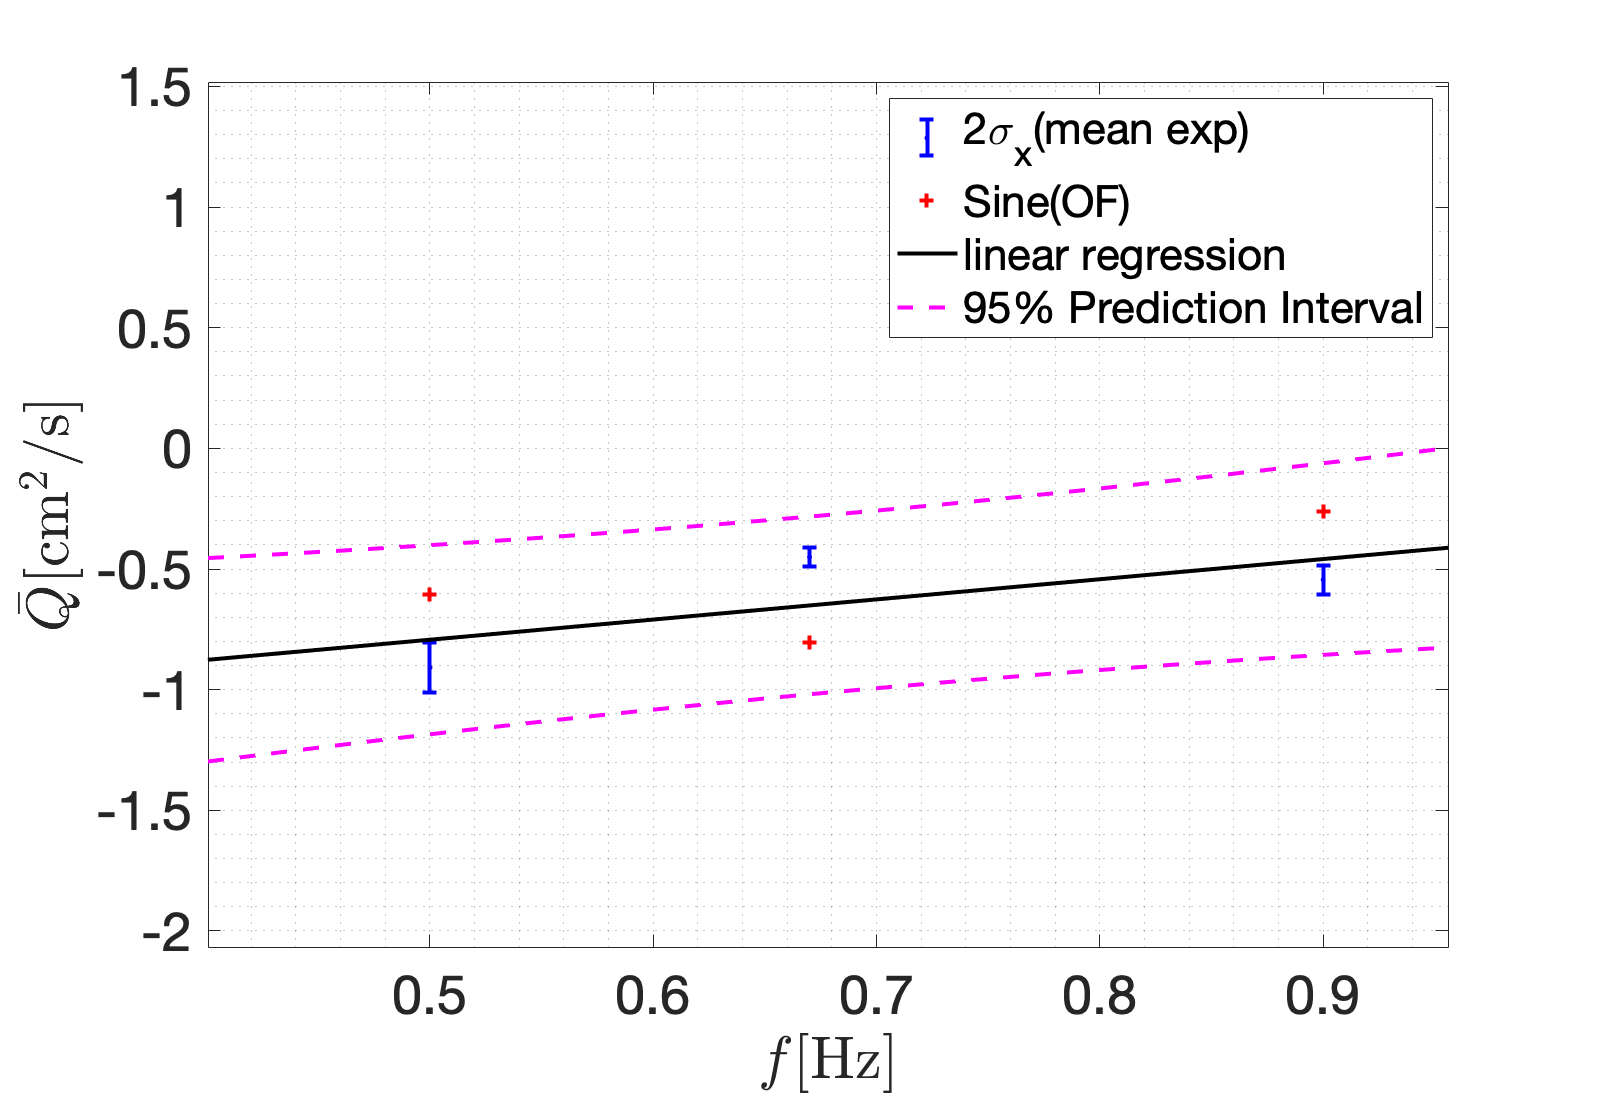 1.5
1
0.5
0
-0.5
-1
-1.5
-2
0.5 0.6 0.7 0.8 0.9
f[Hz]
Q̄[cm²/s]
2σₓ(mean exp)
Sine(OF)
linear regression
95% Prediction Interval